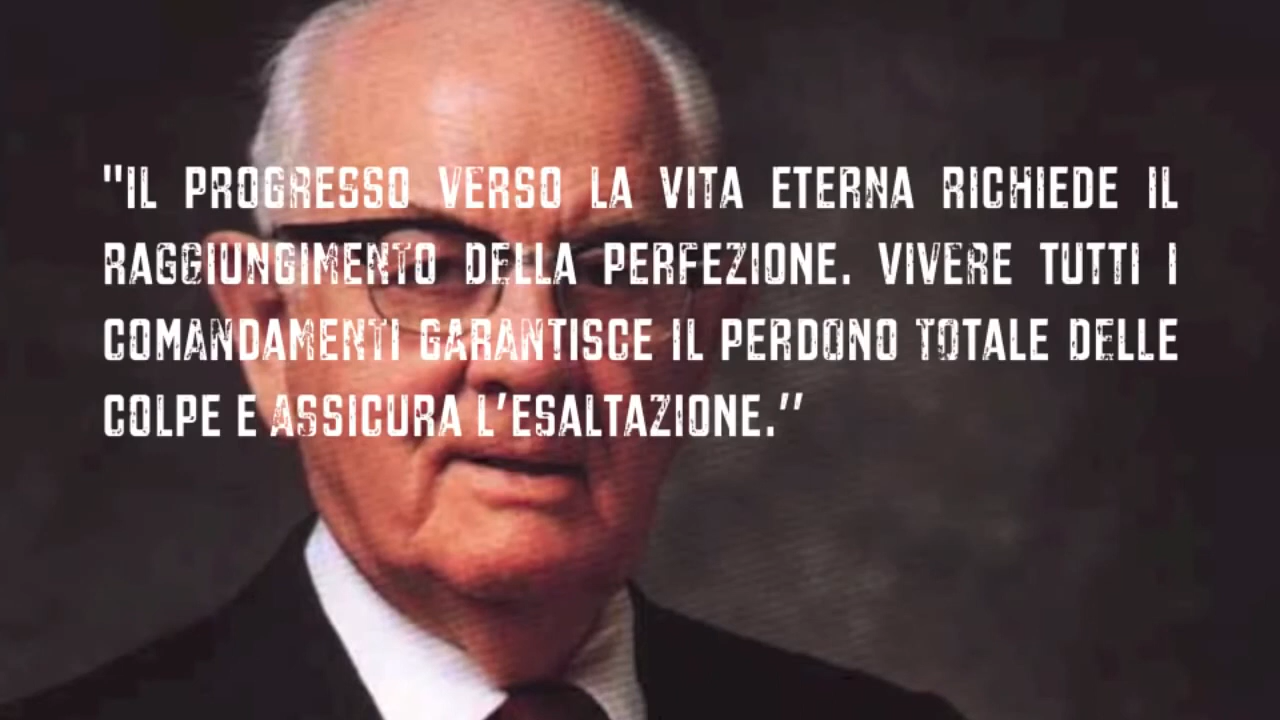 "IL PROGRESSO VERSO LA VITA ETERNA RICHIEDE IL
RAGGIUNGIMENTO DELLA PERFEZIONE. VIVERE TUTTI I
COMANDAMENTI GARANTISCE IL PERDONO TOTALE DELLE
COLPE E ASSICURA L'ESALTAZIONE.''